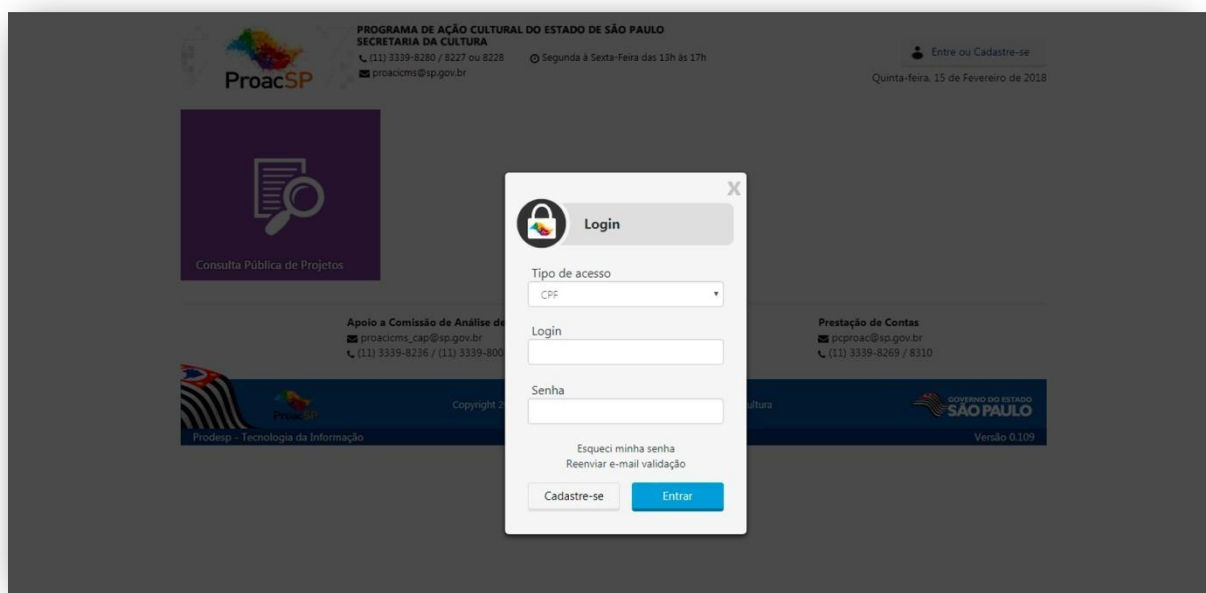 PROGRAMA DE AÇÃO CULTURAL DO ESTADO DE SÃO PAULO
SECRETARIA DA CULTURA
(11) 3339-8280 / 8227 ou 8228
Segunda à Sexta-Feira das 13h às 17h
proacicms@sp.gov.br
ProacSP
Entre ou Cadastre-se
Quinta-feira, 15 de Fevereiro de 2018
Consulta Pública de Projetos
X
Login
Tipo de acesso
CPF
Login
Senha
Esqueci minha senha
Reenviar e-mail validação
Cadastre-se
Entrar
Apoio a Comissão de Análise de
proacicms_cap@sp.gov.br
(11) 3339-8236 / (11) 3339-800
Prestação de Contas
pcproac@sp.gov.br
(11) 3339-8269 / 8310
ProacSP
Copyright 2
ultura
GOVERNO DO ESTADO
SÃO PAULO
Prodesp - Tecnologia da Informação
Versão 0.109